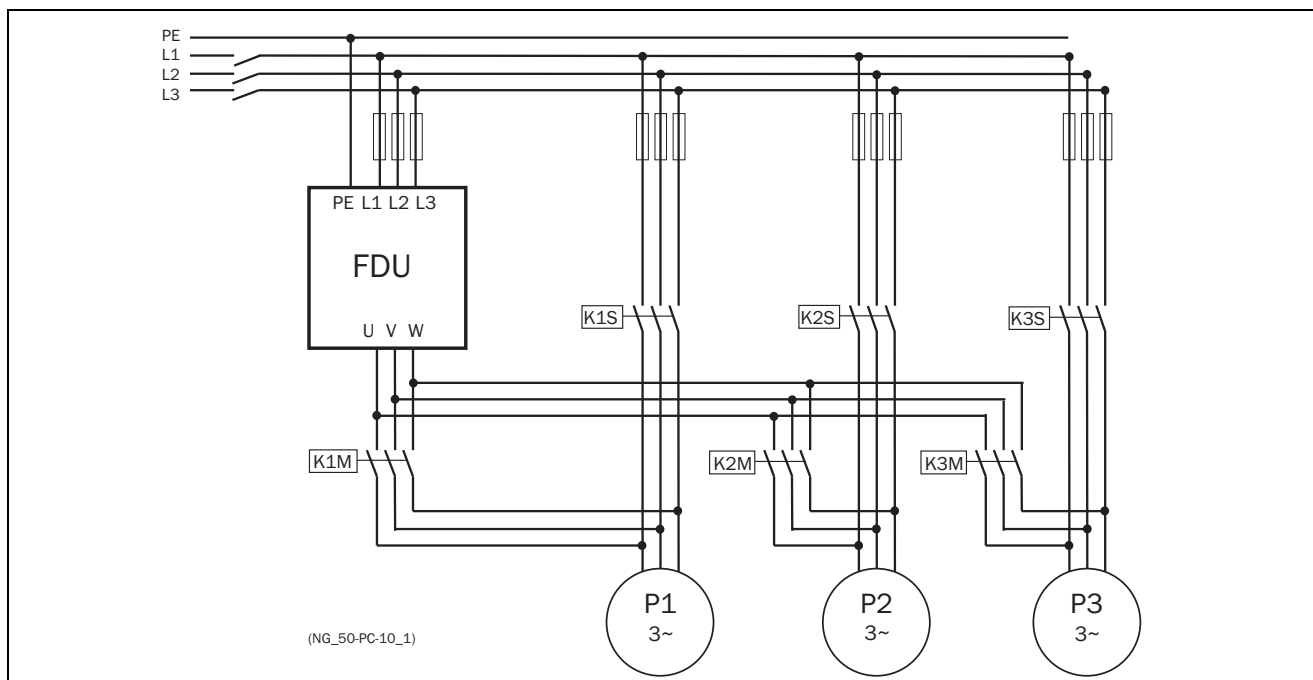 PE
L1
L2
L3
PE L1 L2 L3
FDU
U V W
K1S
K2S
K3S
K1M
K2M
K3M
P1
3~
P2
3~
P3
3~
(NG_50-PC-10_1)